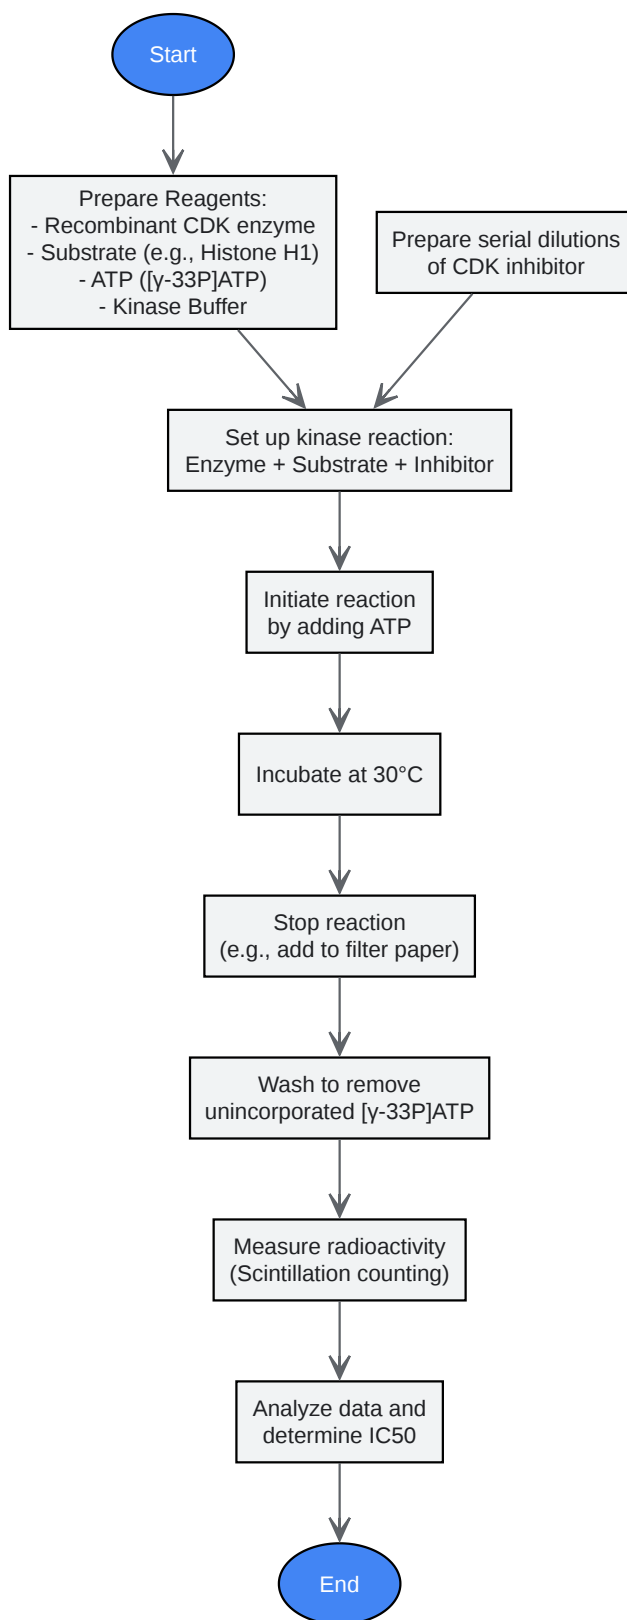 Start
Prepare Reagents:
- Recombinant CDK enzyme
- Substrate (e.g., Histone H1)
- ATP ([γ-33P]ATP)
- Kinase Buffer
Prepare serial dilutions
of CDK inhibitor
Set up kinase reaction:
Enzyme + Substrate + Inhibitor
Initiate reaction
by adding ATP
Incubate at 30°C
Stop reaction
(e.g., add to filter paper)
Wash to remove
unincorporated [γ-33P]ATP
Measure radioactivity
(Scintillation counting)
Analyze data and
determine IC50
End